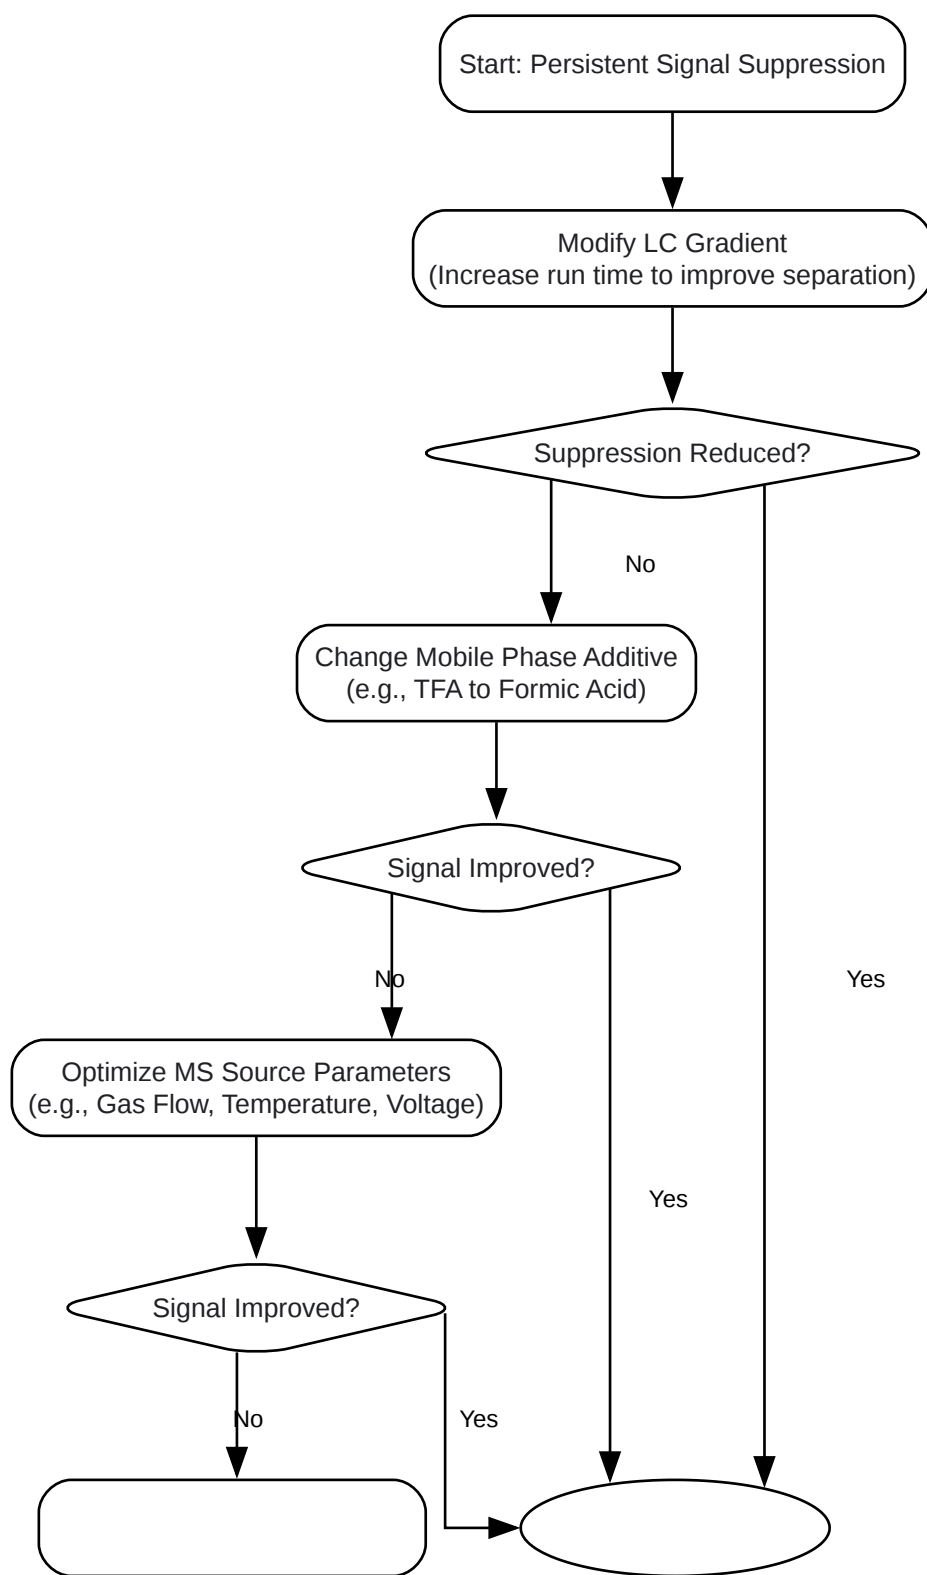 Start: Persistent Signal Suppression
Modify LC Gradient
(Increase run time to improve separation)
Suppression Reduced?
No
Change Mobile Phase Additive
(e.g., TFA to Formic Acid)
Signal Improved?
No
Yes
Optimize MS Source Parameters
(e.g., Gas Flow, Temperature, Voltage)
Yes
Signal Improved?
No
Yes